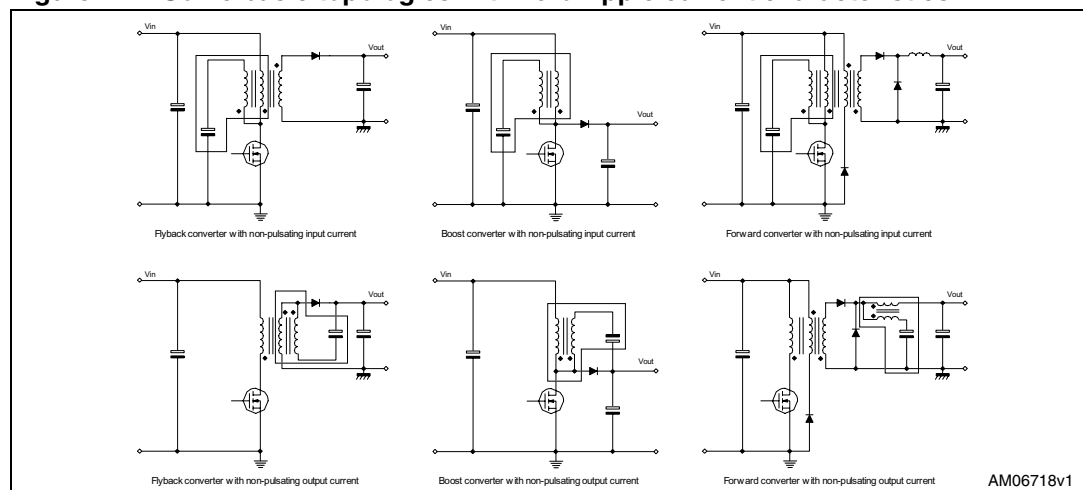 Vin
Vout
Flyback converter with non-pulsating input current
Vin
Vout
Boost converter with non-pulsating input current
Vin
Vout
Forward converter with non-pulsating input current
Vin
Vout
Flyback converter with non-pulsating output current
Vin
Vout
Boost converter with non-pulsating output current
Vin
Vout
Forward converter with non-pulsating output current
AM06718v1